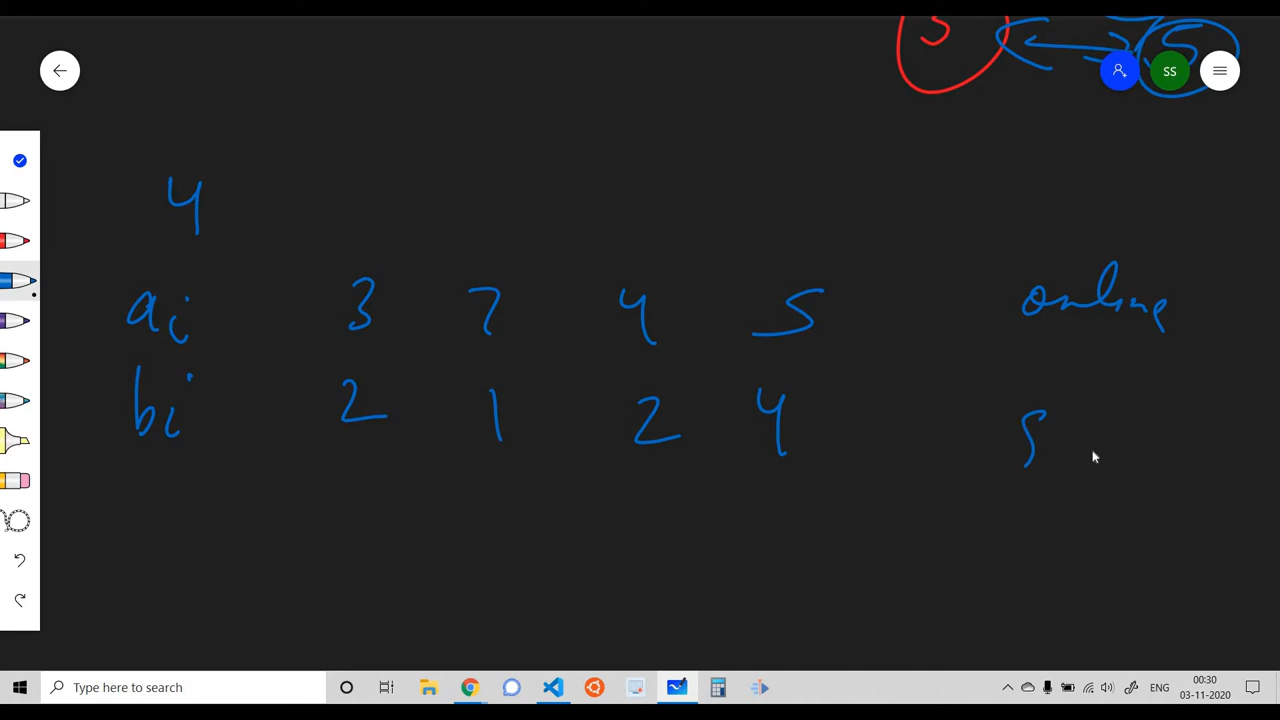 5
SS
4
ai 3 7 4 5 online
bi 2 1 2 4
Type here to search
ENG
00:30
03-11-2020